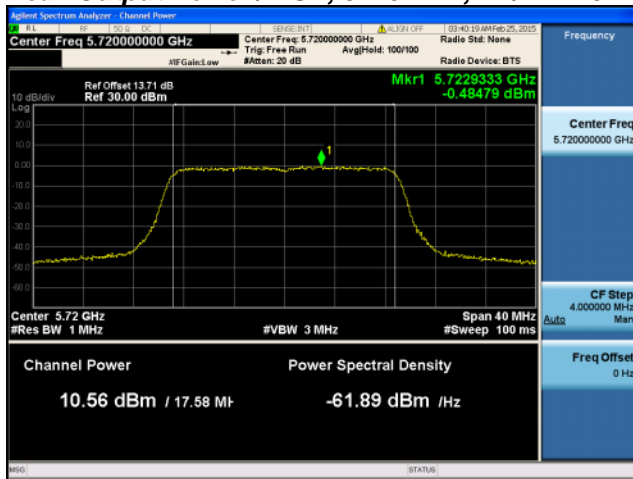 Agilent Spectrum Analyzer - Channel Power
RL RF 50 Ω DC SENSE:INT ALIGN OFF 03:40:19 AM Feb 25, 2015
Center Freq 5.720000000 GHz Center Freq: 5.720000000 GHz Radio Std: None
Trig: Free Run Avg|Hold: 100/100
#IFGain:Low #Atten: 20 dB Radio Device: BTS
Frequency
Mkr1 5.7229333 GHz
Ref Offset 13.71 dB
10 dB/div Ref 30.00 dBm -0.48479 dBm
Log
20.0
10.0
0.00
-10.0
-20.0
-30.0
-40.0
-50.0
-60.0
1
Center 5.72 GHz Span 40 MHz
#Res BW 1 MHz #VBW 3 MHz #Sweep 100 ms
Channel Power Power Spectral Density
10.56 dBm / 17.58 MH -61.89 dBm /Hz
Center Freq
5.720000000 GHz
CF Step
4.000000 MHz
Auto Man
Freq Offset
0 Hz
MSG STATUS